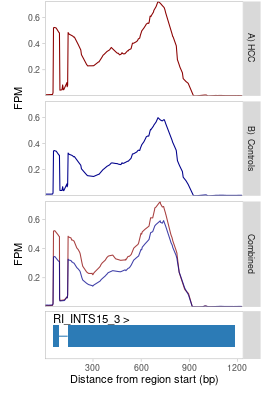 0.6
0.4
0.2
FPM
A) HCC
0.6
0.4
0.2
FPM
B) Controls
0.6
0.4
0.2
FPM
Combined
RI_INTS15_3 >
300 600 900 1200
Distance from region start (bp)